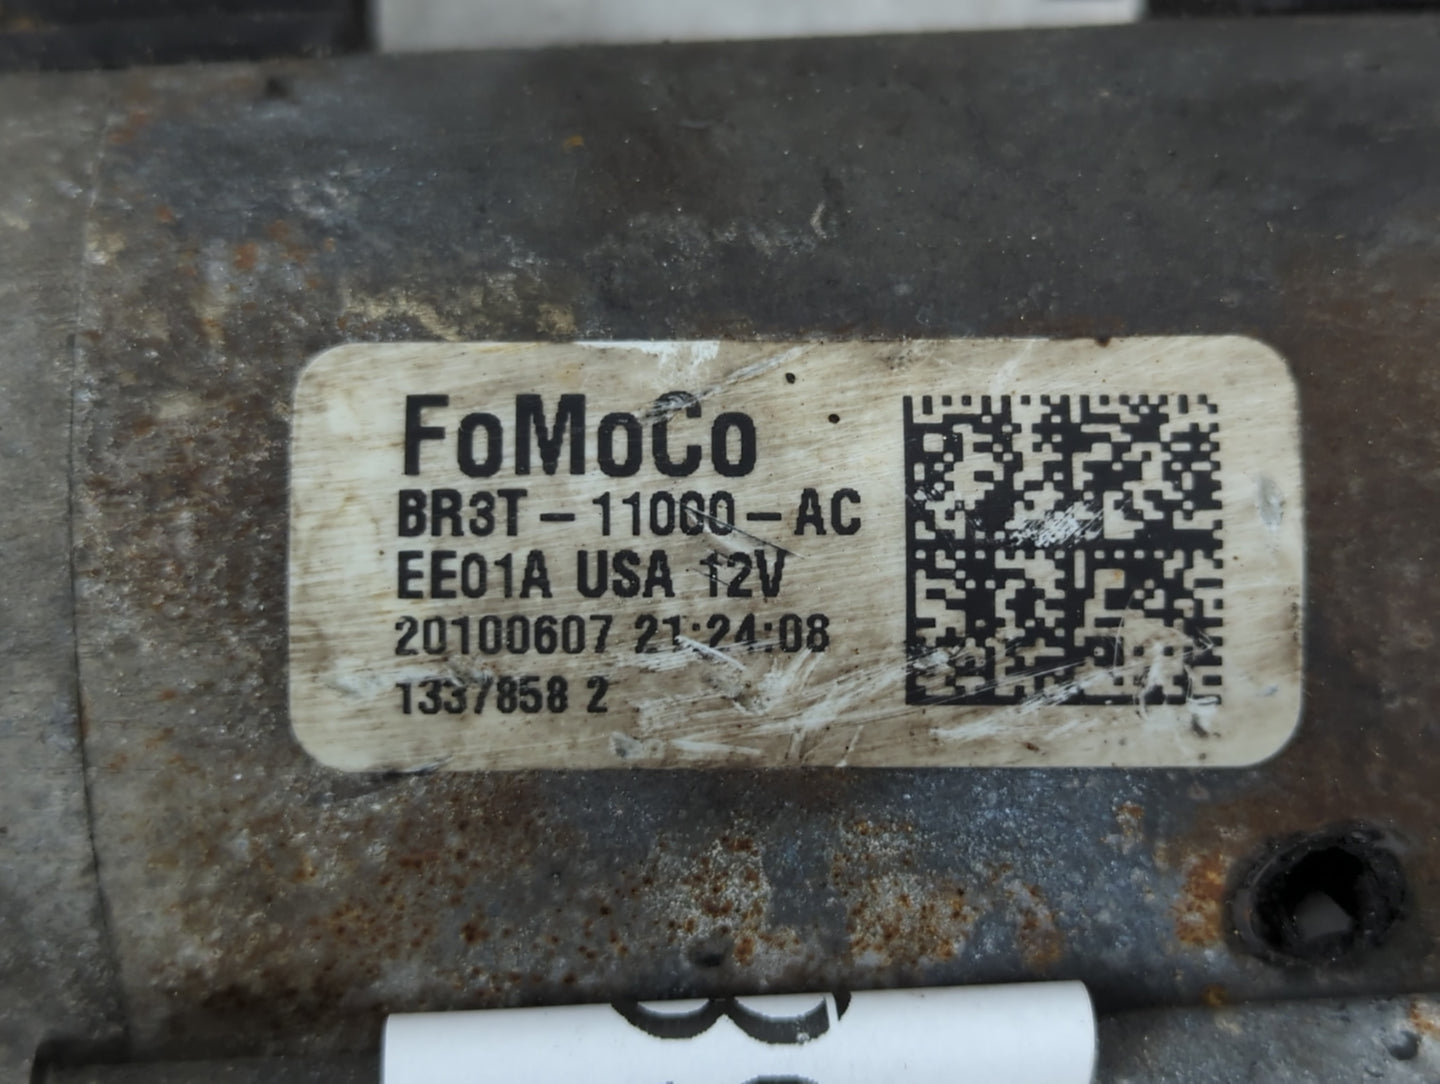 FoMoCo
BR3T-11000-AC
EE01A USA 12V
20100607 21:24:08
1337858 2